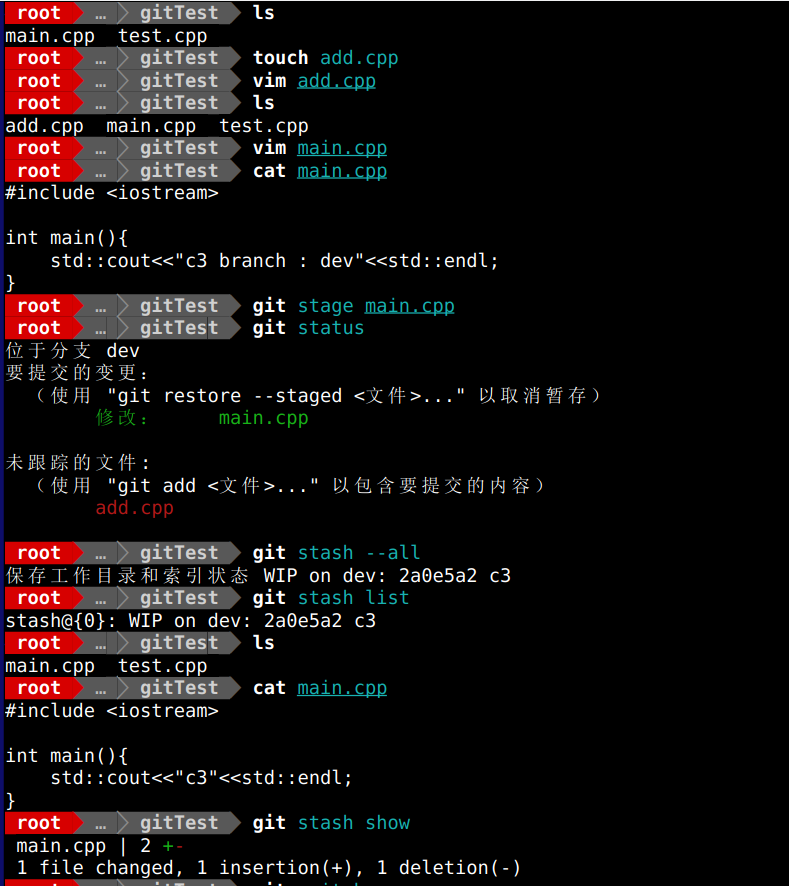 root … gitTest ls
main.cpp test.cpp
root … gitTest touch add.cpp
root … gitTest vim add.cpp
root … gitTest ls
add.cpp main.cpp test.cpp
root … gitTest vim main.cpp
root … gitTest cat main.cpp
#include <iostream>
int main(){
std::cout<<"c3 branch : dev"<<std::endl;
}
root … gitTest git stage main.cpp
root … gitTest git status
位于分支 dev
要提交的变更：
（使用 "git restore --staged <文件>..." 以取消暂存）
修改： main.cpp
未跟踪的文件:
（使用 "git add <文件>..." 以包含要提交的内容）
add.cpp
root … gitTest git stash --all
保存工作目录和索引状态 WIP on dev: 2a0e5a2 c3
root … gitTest git stash list
stash@{0}: WIP on dev: 2a0e5a2 c3
root … gitTest ls
main.cpp test.cpp
root … gitTest cat main.cpp
#include <iostream>
int main(){
std::cout<<"c3"<<std::endl;
}
root … gitTest git stash show
main.cpp | 2 +-
1 file changed, 1 insertion(+), 1 deletion(-)